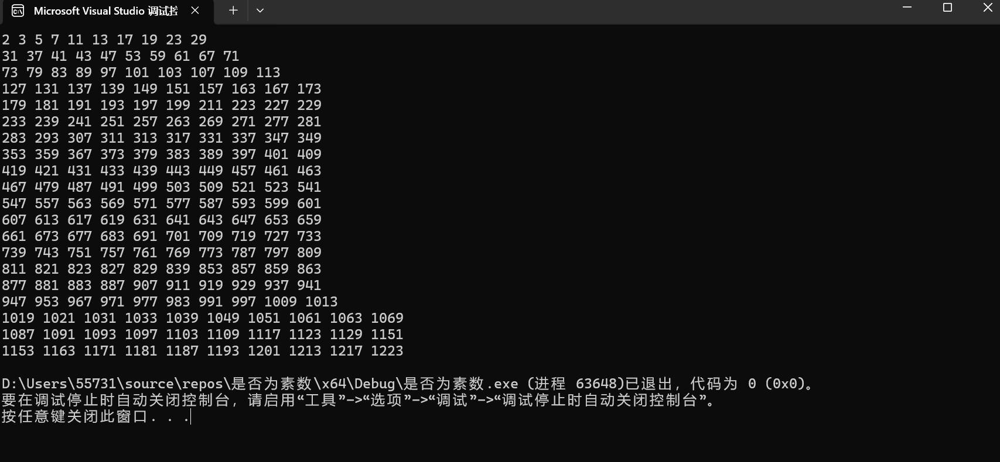 Microsoft Visual Studio 调试控
2 3 5 7 11 13 17 19 23 29
31 37 41 43 47 53 59 61 67 71
73 79 83 89 97 101 103 107 109 113
127 131 137 139 149 151 157 163 167 173
179 181 191 193 197 199 211 223 227 229
233 239 241 251 257 263 269 271 277 281
283 293 307 311 313 317 331 337 347 349
353 359 367 373 379 383 389 397 401 409
419 421 431 433 439 443 449 457 461 463
467 479 487 491 499 503 509 521 523 541
547 557 563 569 571 577 587 593 599 601
607 613 617 619 631 641 643 647 653 659
661 673 677 683 691 701 709 719 727 733
739 743 751 757 761 769 773 787 797 809
811 821 823 827 829 839 853 857 859 863
877 881 883 887 907 911 919 929 937 941
947 953 967 971 977 983 991 997 1009 1013
1019 1021 1031 1033 1039 1049 1051 1061 1063 1069
1087 1091 1093 1097 1103 1109 1117 1123 1129 1151
1153 1163 1171 1181 1187 1193 1201 1213 1217 1223
D:\Users\55731\source\repos\是否为素数\x64\Debug\是否为素数.exe (进程 63648)已退出，代码为 0 (0x0)。
要在调试停止时自动关闭控制台，请启用“工具”->“选项”->“调试”->“调试停止时自动关闭控制台”。
按任意键关闭此窗口. . .